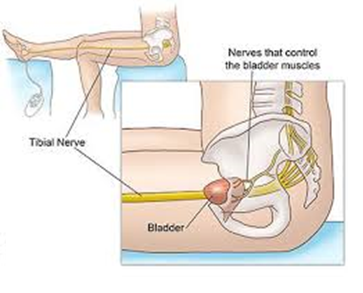 Nerves that control
the bladder muscles
Tibial Nerve
Bladder